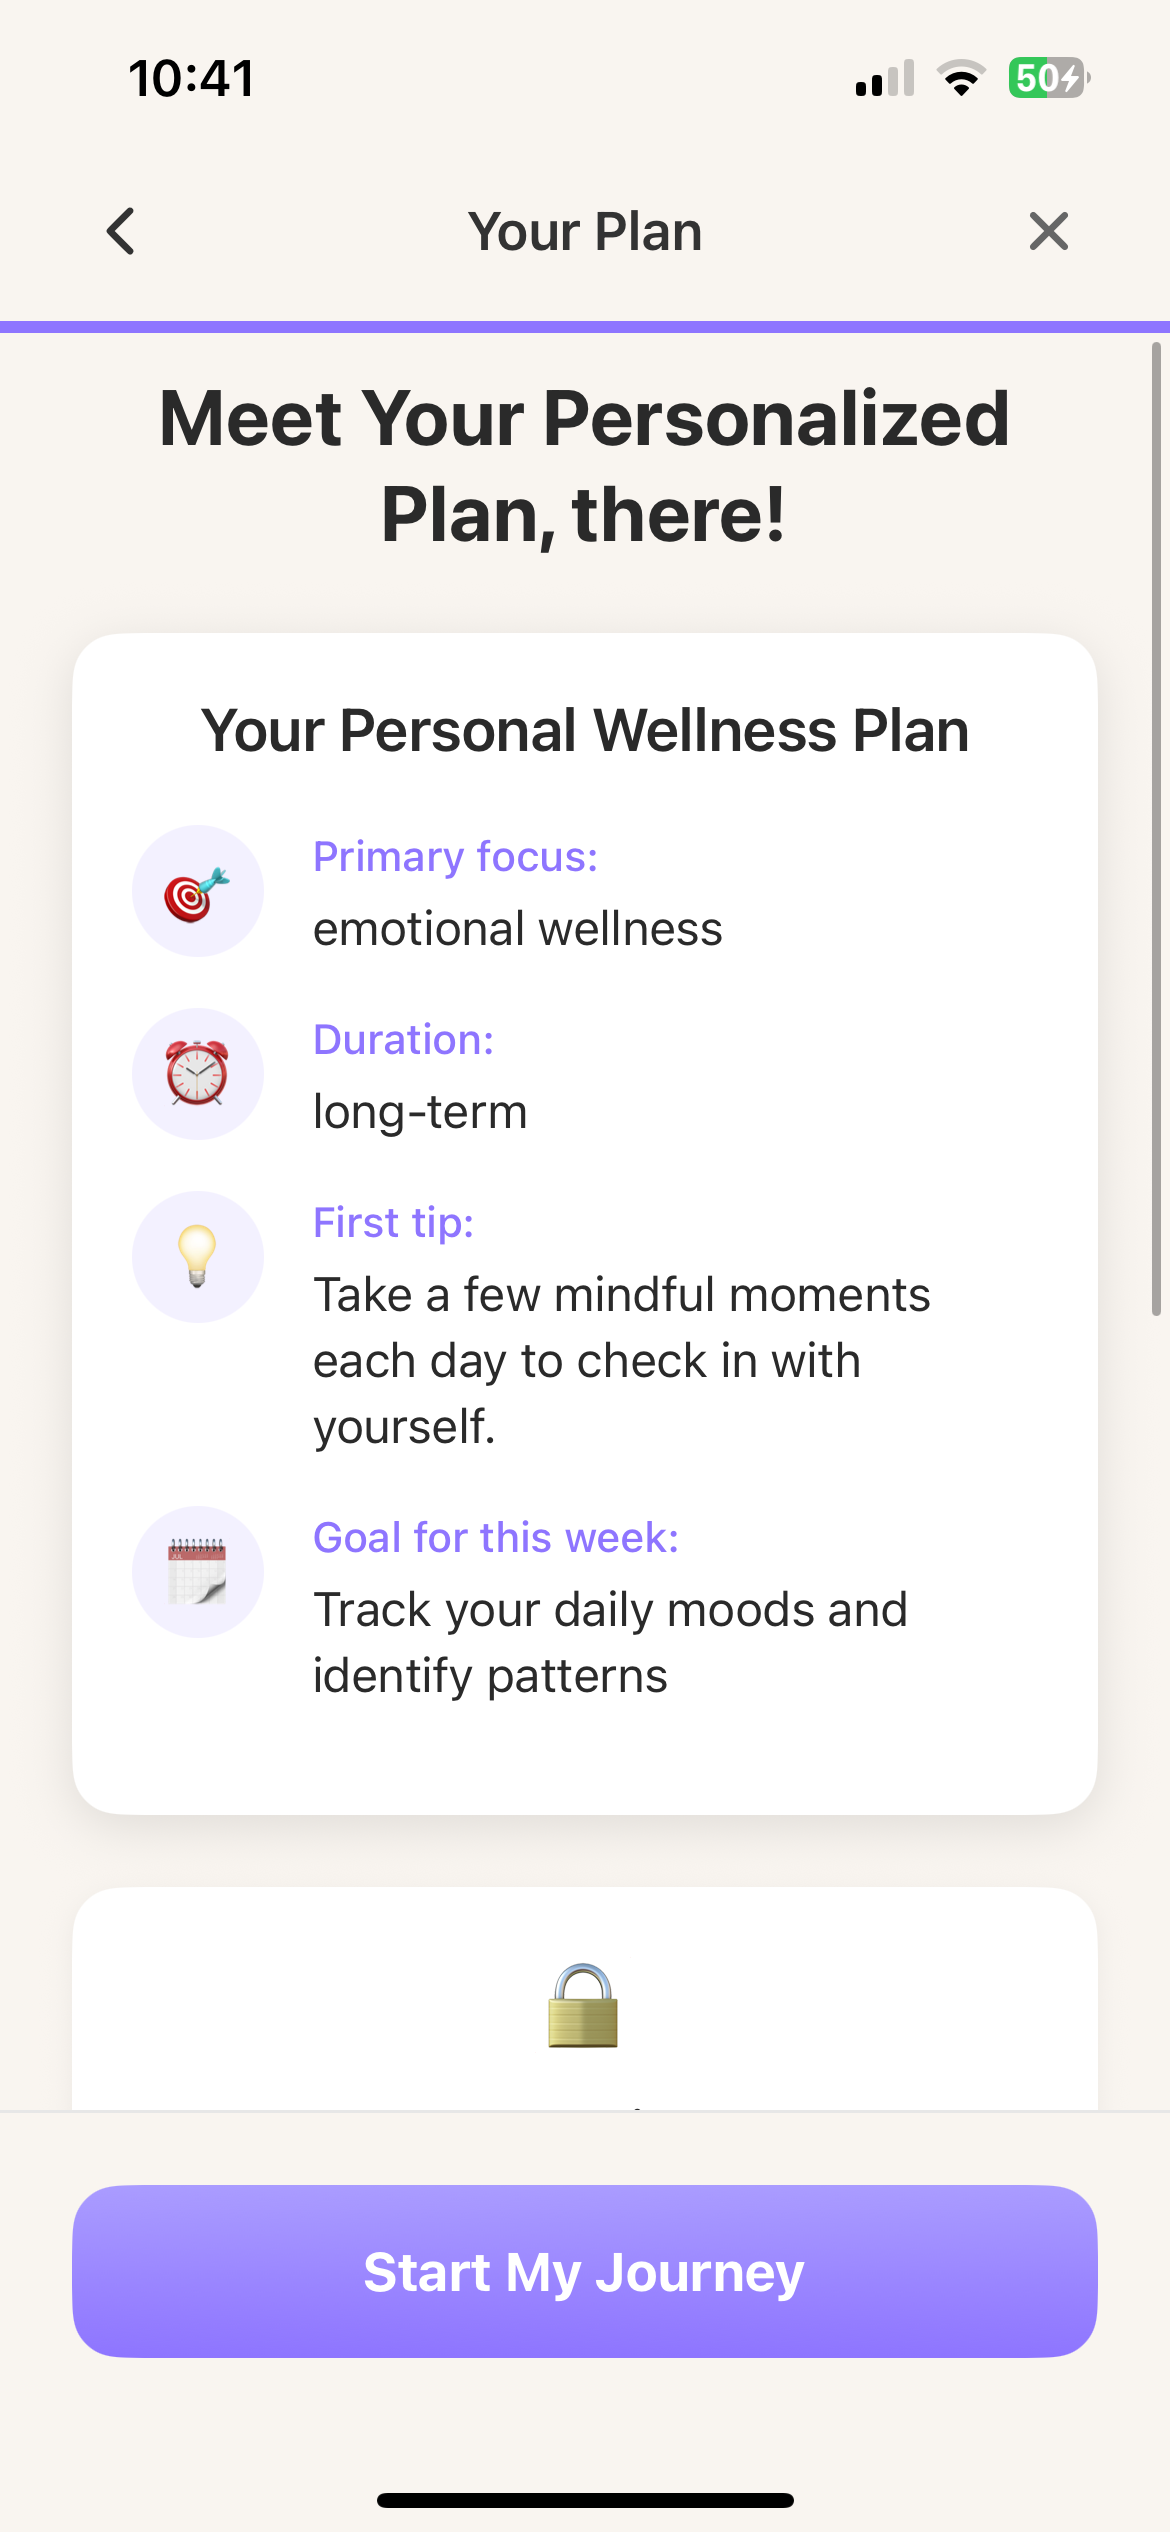 10:41
50
Your Plan
Meet Your Personalized
Plan, there!
Your Personal Wellness Plan
Primary focus:
emotional wellness
Duration:
long-term
First tip:
Take a few mindful moments
each day to check in with
yourself.
JUL
Goal for this week:
Track your daily moods and
identify patterns
Start My Journey